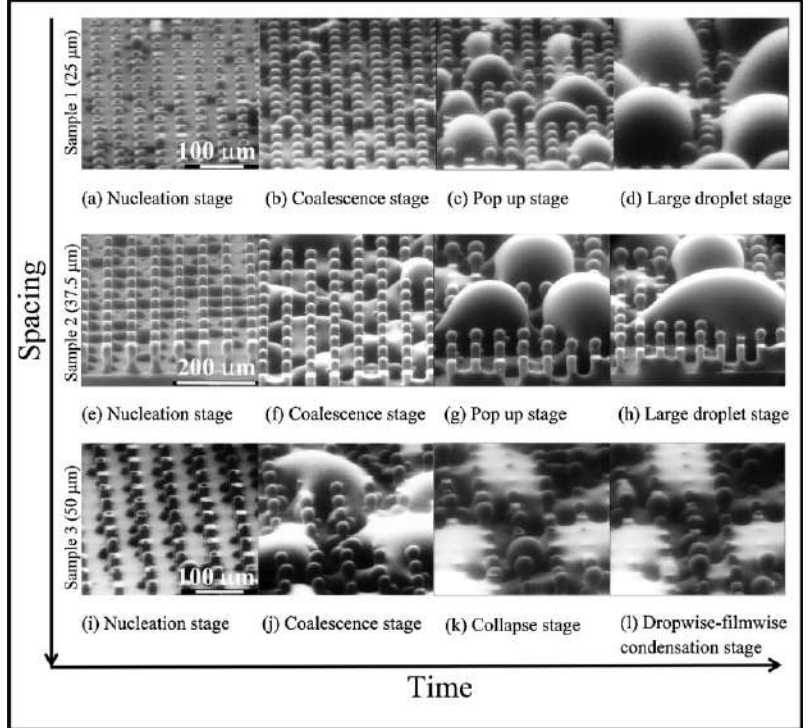 Spacing
Sample 1 (25 μm)
100 μm
(a) Nucleation stage
(b) Coalescence stage
(c) Pop up stage
(d) Large droplet stage
Sample 2 (37.5 μm)
200 μm
(e) Nucleation stage
(f) Coalescence stage
(g) Pop up stage
(h) Large droplet stage
Sample 3 (50 μm)
100 μm
(i) Nucleation stage
(j) Coalescence stage
(k) Collapse stage
(l) Dropwise-filmwise
condensation stage
Time